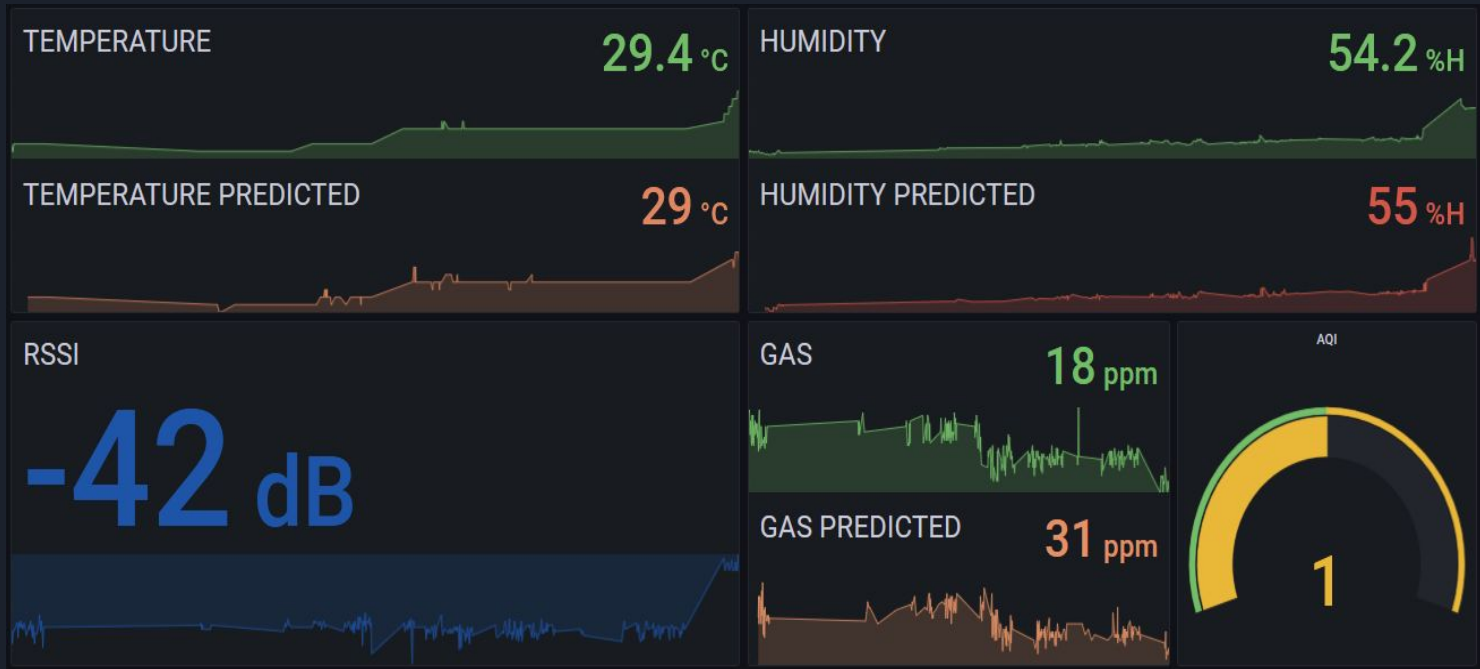 TEMPERATURE
29.4 °C
TEMPERATURE PREDICTED
29 °C
HUMIDITY
54.2 %H
HUMIDITY PREDICTED
55 %H
RSSI
-42 dB
GAS
18 ppm
GAS PREDICTED
31 ppm
AQI
1